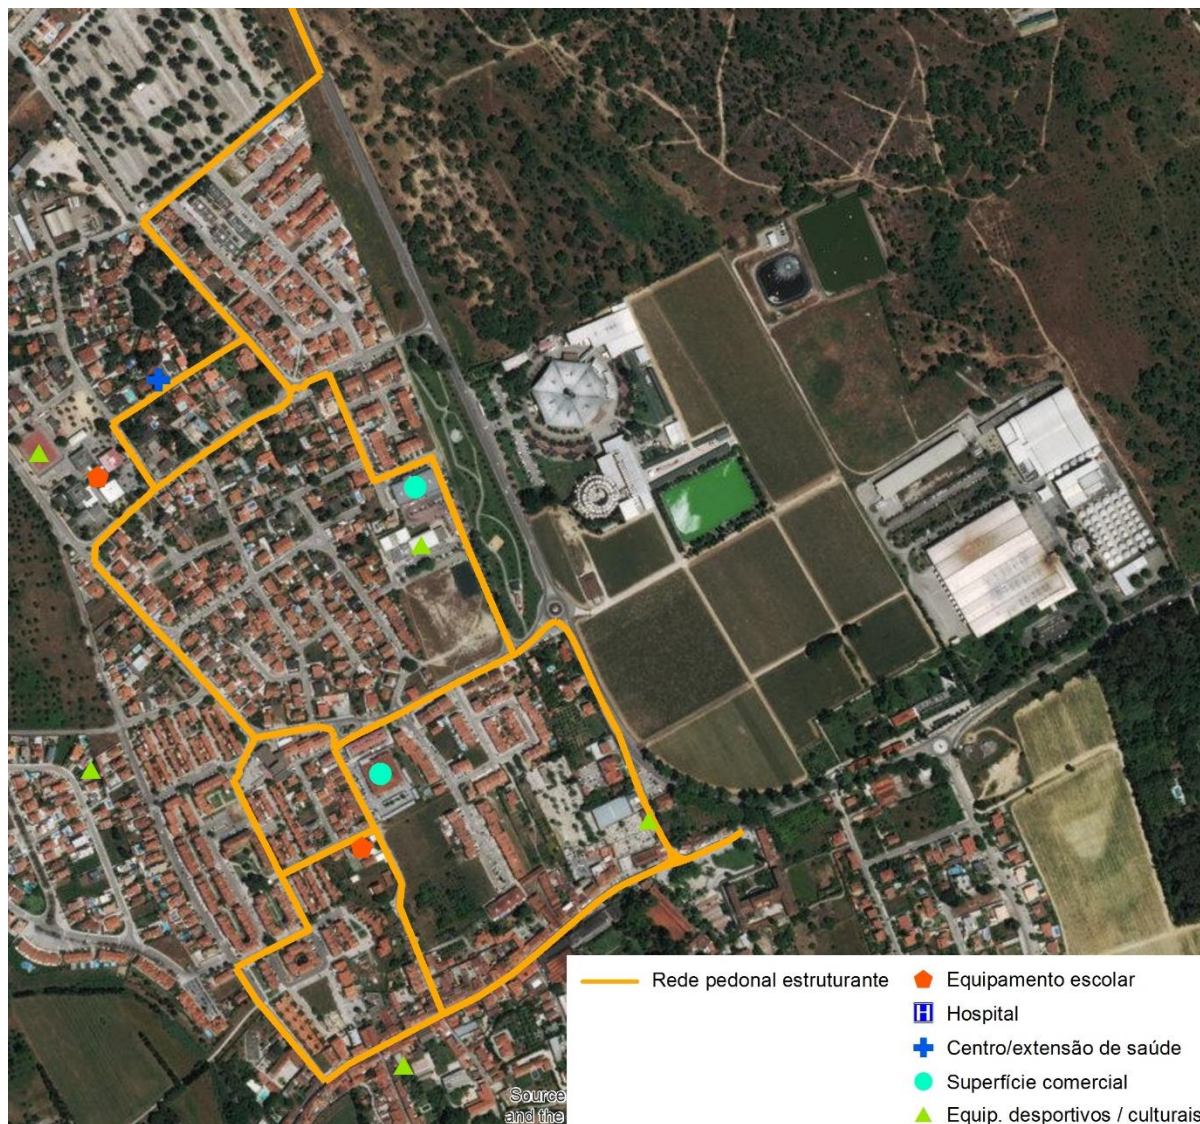 Rede pedonal estruturante
Equipamento escolar
Hospital
Centro/extensão de saúde
Superfície comercial
Equip. desportivos / culturais
Source
and the